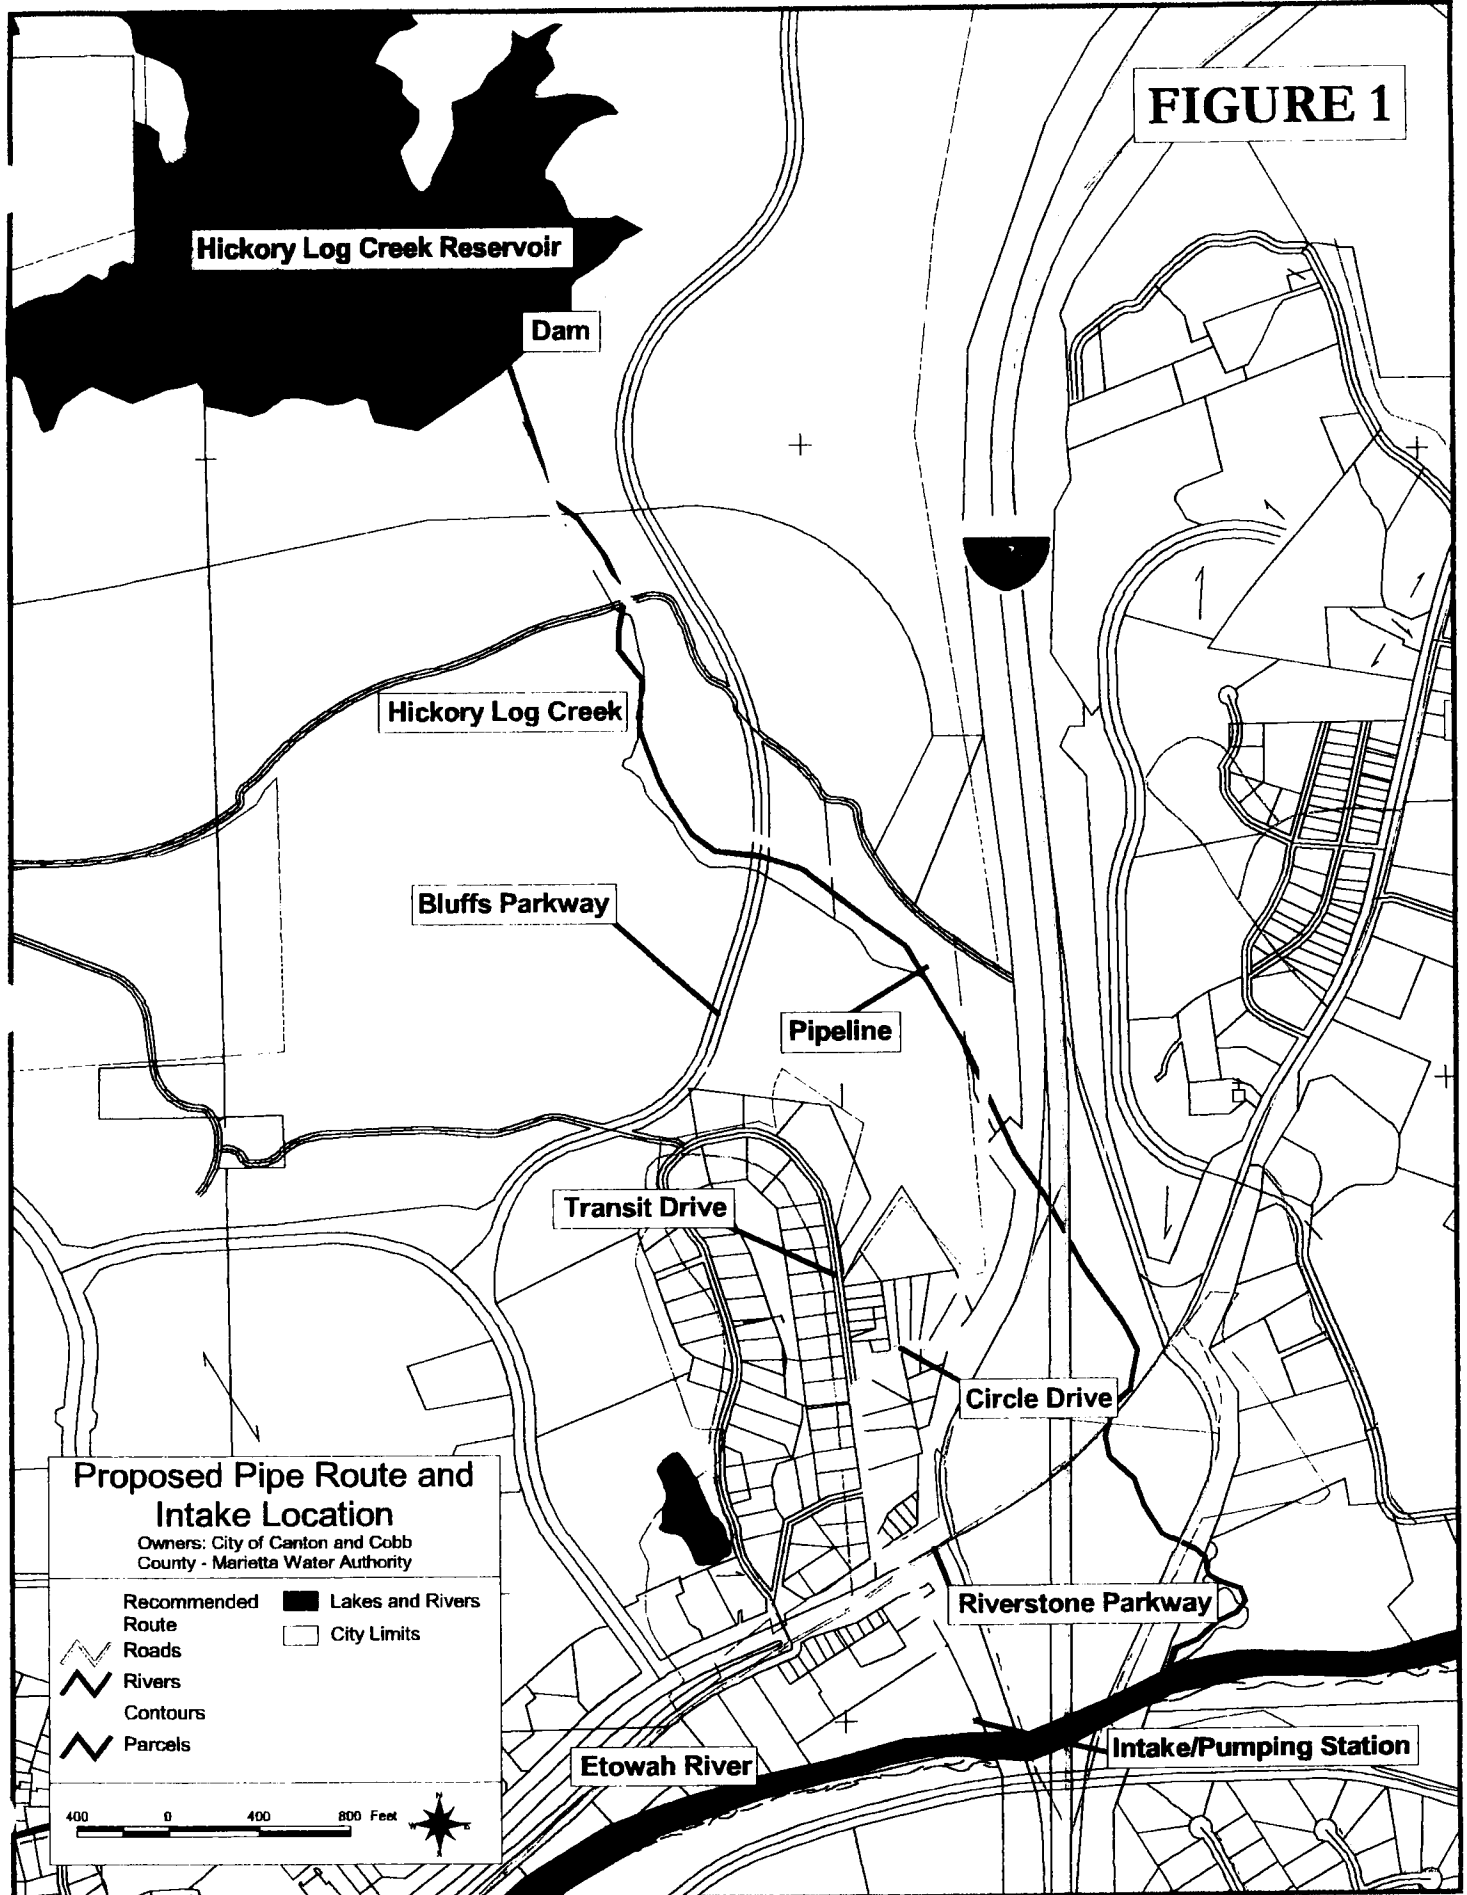 FIGURE 1
Hickory Log Creek Reservoir
Dam
Hickory Log Creek
Bluffs Parkway
Pipeline
Transit Drive
Circle Drive
Proposed Pipe Route and
Intake Location
Owners: City of Canton and Cobb
County - Marietta Water Authority
Recommended
Route
Roads
Rivers
Contours
Parcels
Lakes and Rivers
City Limits
400 0 400 800 Feet
N
W E
S
Riverstone Parkway
Etowah River
Intake/Pumping Station